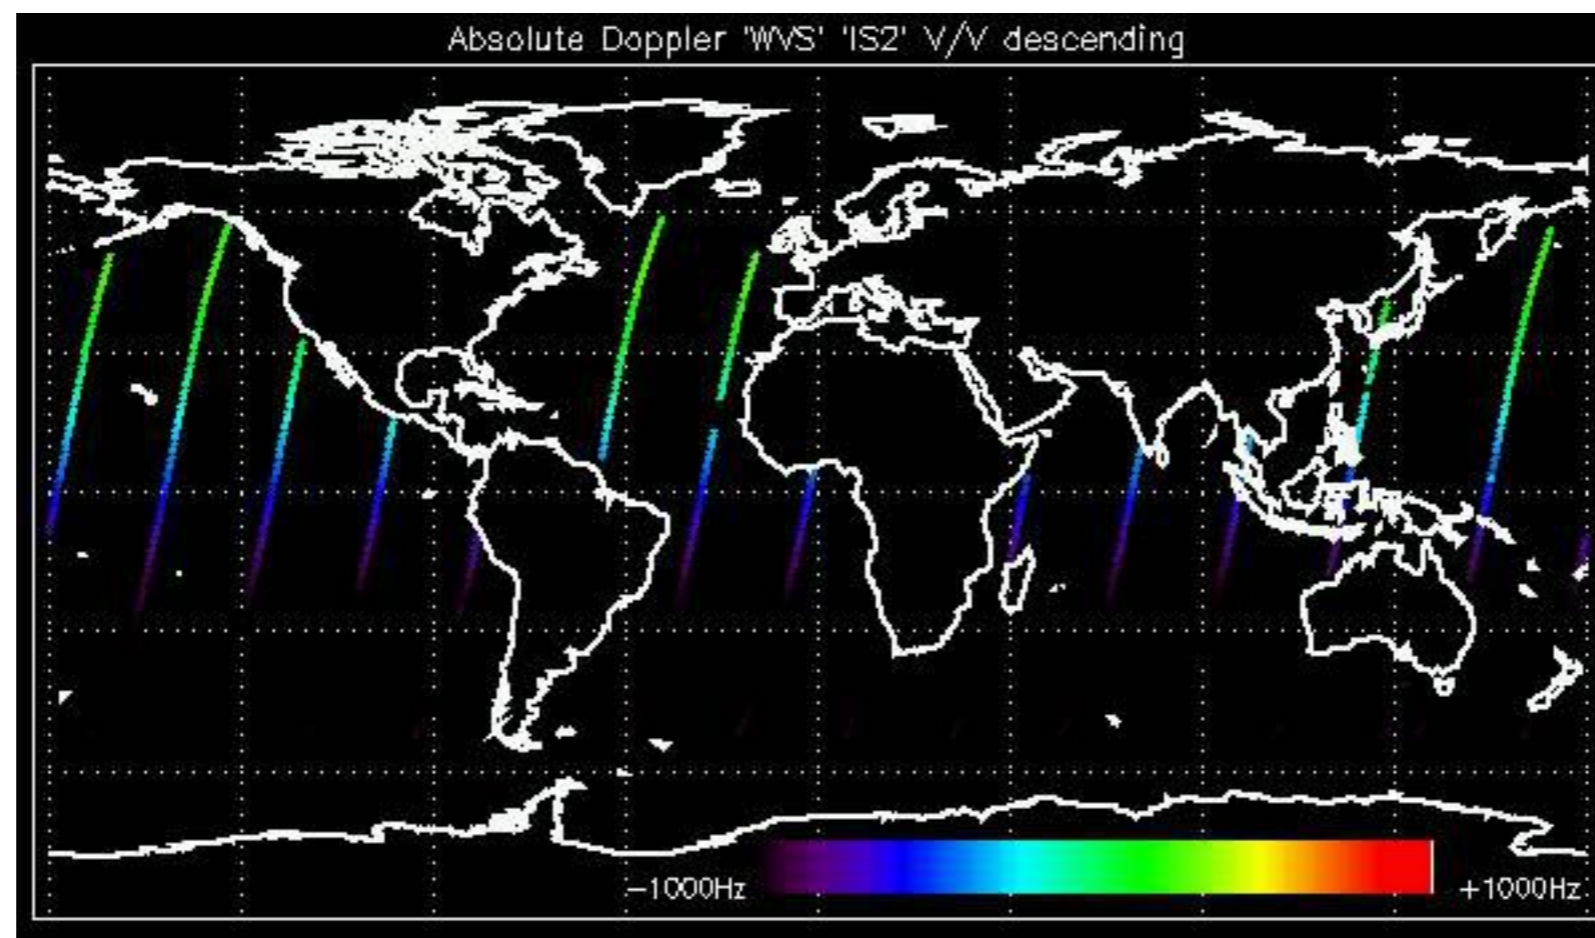 Absolute Doppler 'WVS' 'IS2' V/V descending
-1000Hz
+1000Hz